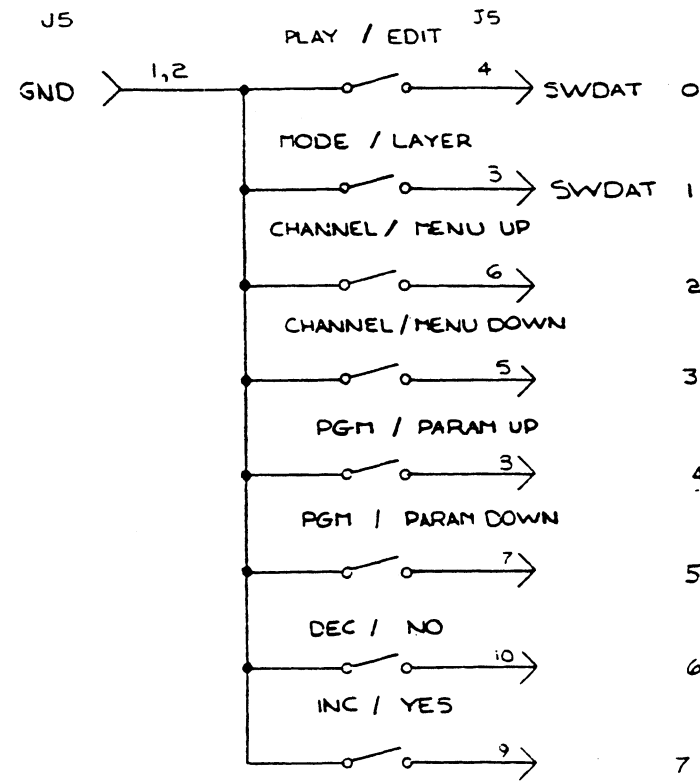 J5 J5
PLAY / EDIT
GND 1,2 4 SWDAT 0
MODE / LAYER
3 SWDAT 1
CHANNEL / MENU UP
6 2
CHANNEL / MENU DOWN
5 3
PGM / PARAM UP
3 4
PGM / PARAM DOWN
7 5
DEC / NO
10 6
INC / YES
9 7